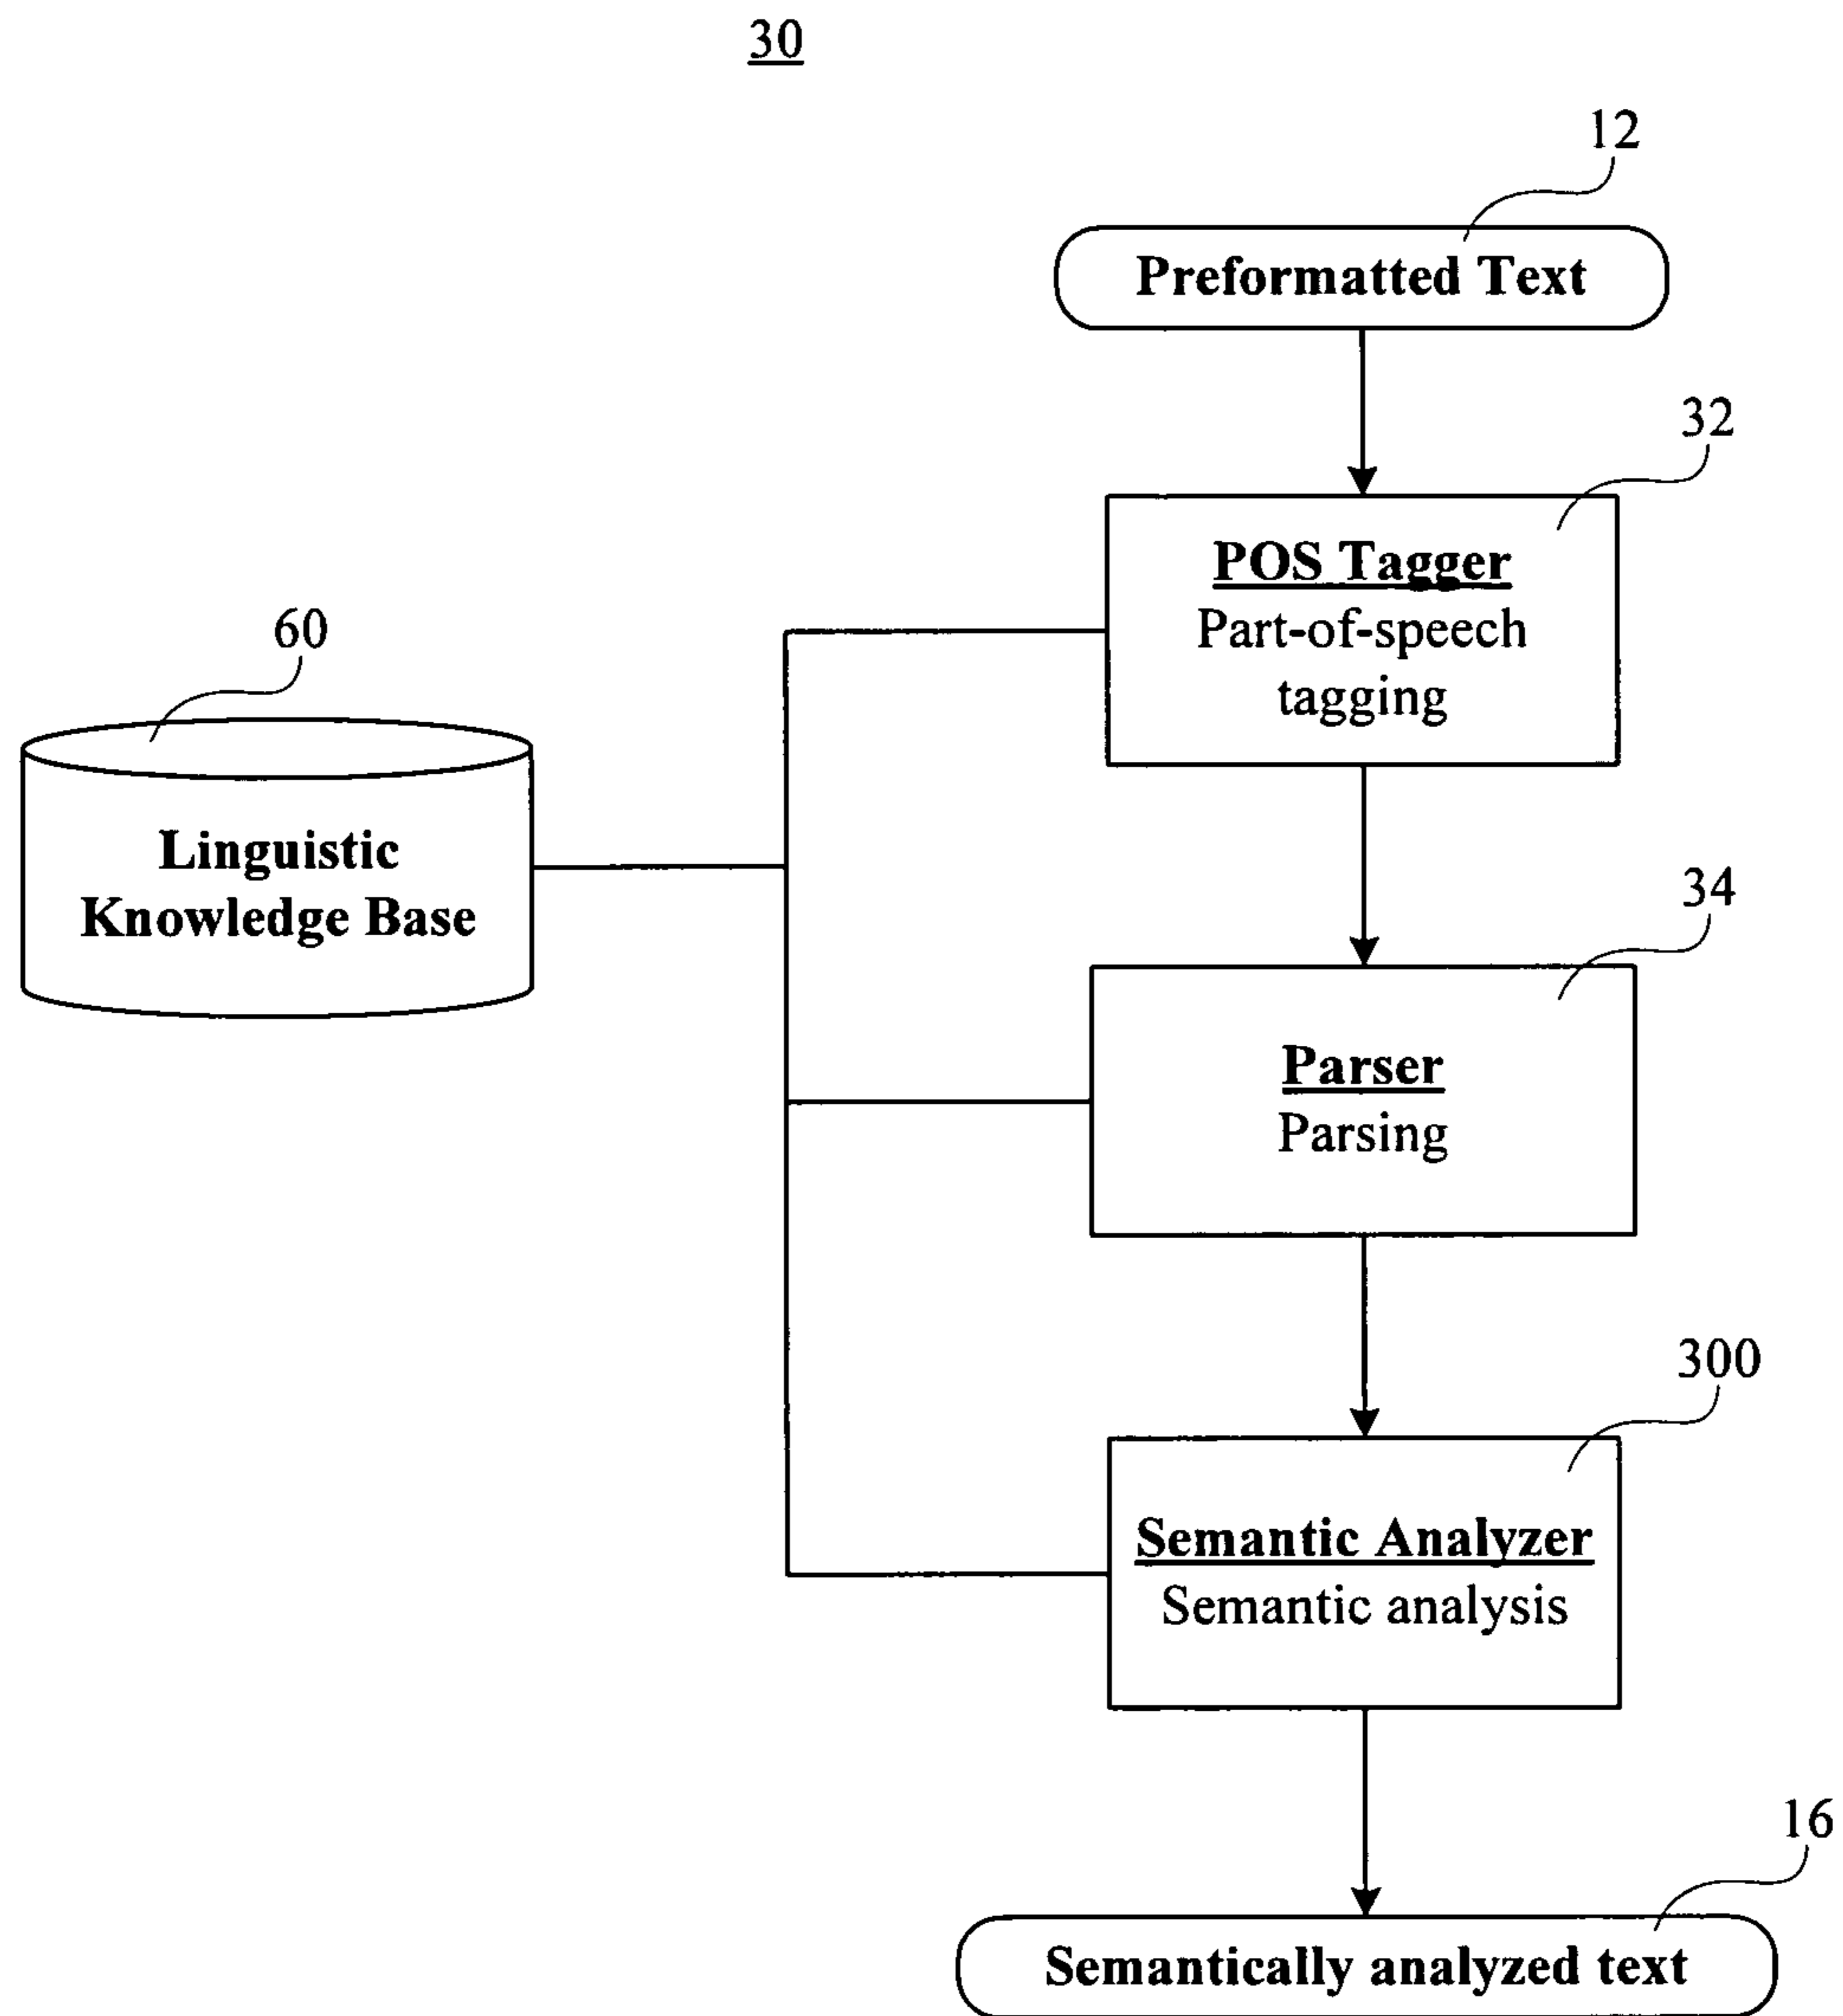 30
12
Preformatted Text
32
POS Tagger
Part-of-speech
tagging
60
Linguistic
Knowledge Base
34
Parser
Parsing
300
Semantic Analyzer
Semantic analysis
16
Semantically analyzed text